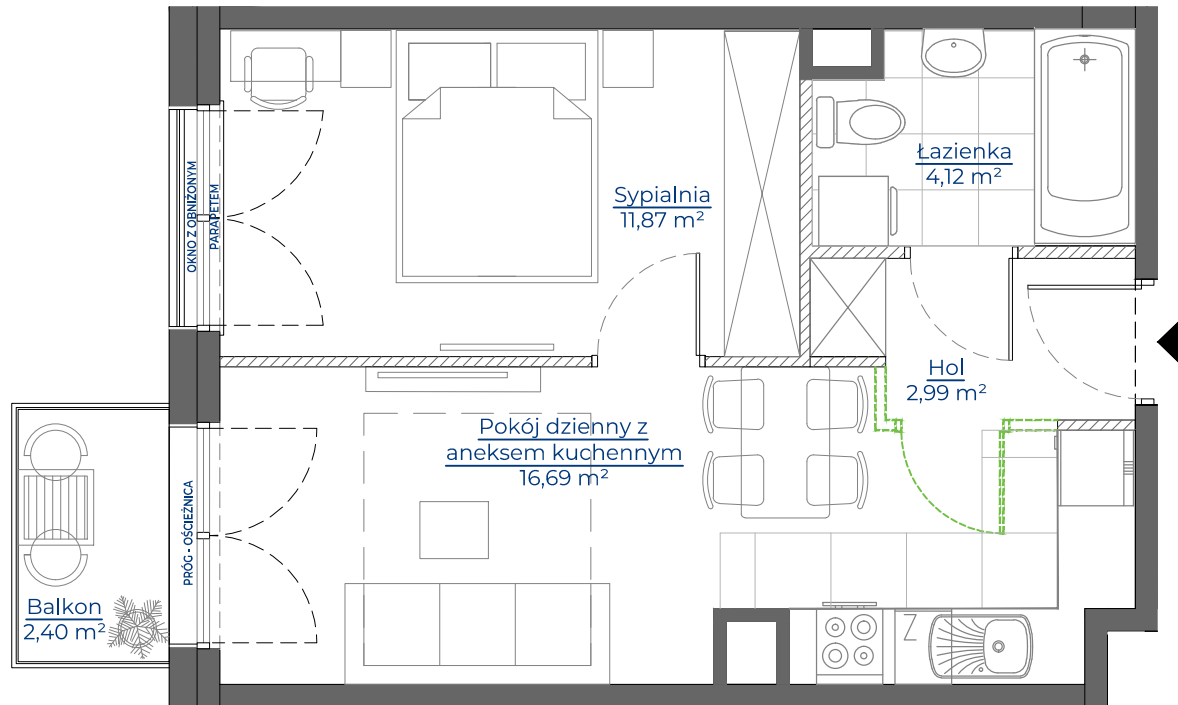 Łazienka
4,12 m²
Sypialnia
11,87 m²
OKNO Z OBNIŻONYM
PARAPETEM
Hol
2,99 m²
Pokój dzienny z
aneksem kuchennym
16,69 m²
PRÓG - OŚCIEŻNICA
Balkon
2,40 m²
Z